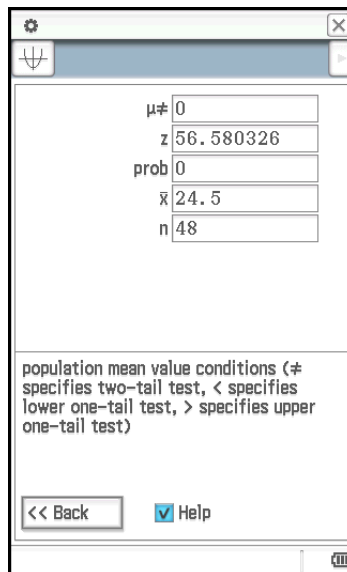 μ≠ 0
z 56.580326
prob 0
x̄ 24.5
n 48
population mean value conditions (≠
specifies two-tail test, < specifies
lower one-tail test, > specifies upper
one-tail test)
<< Back
Help